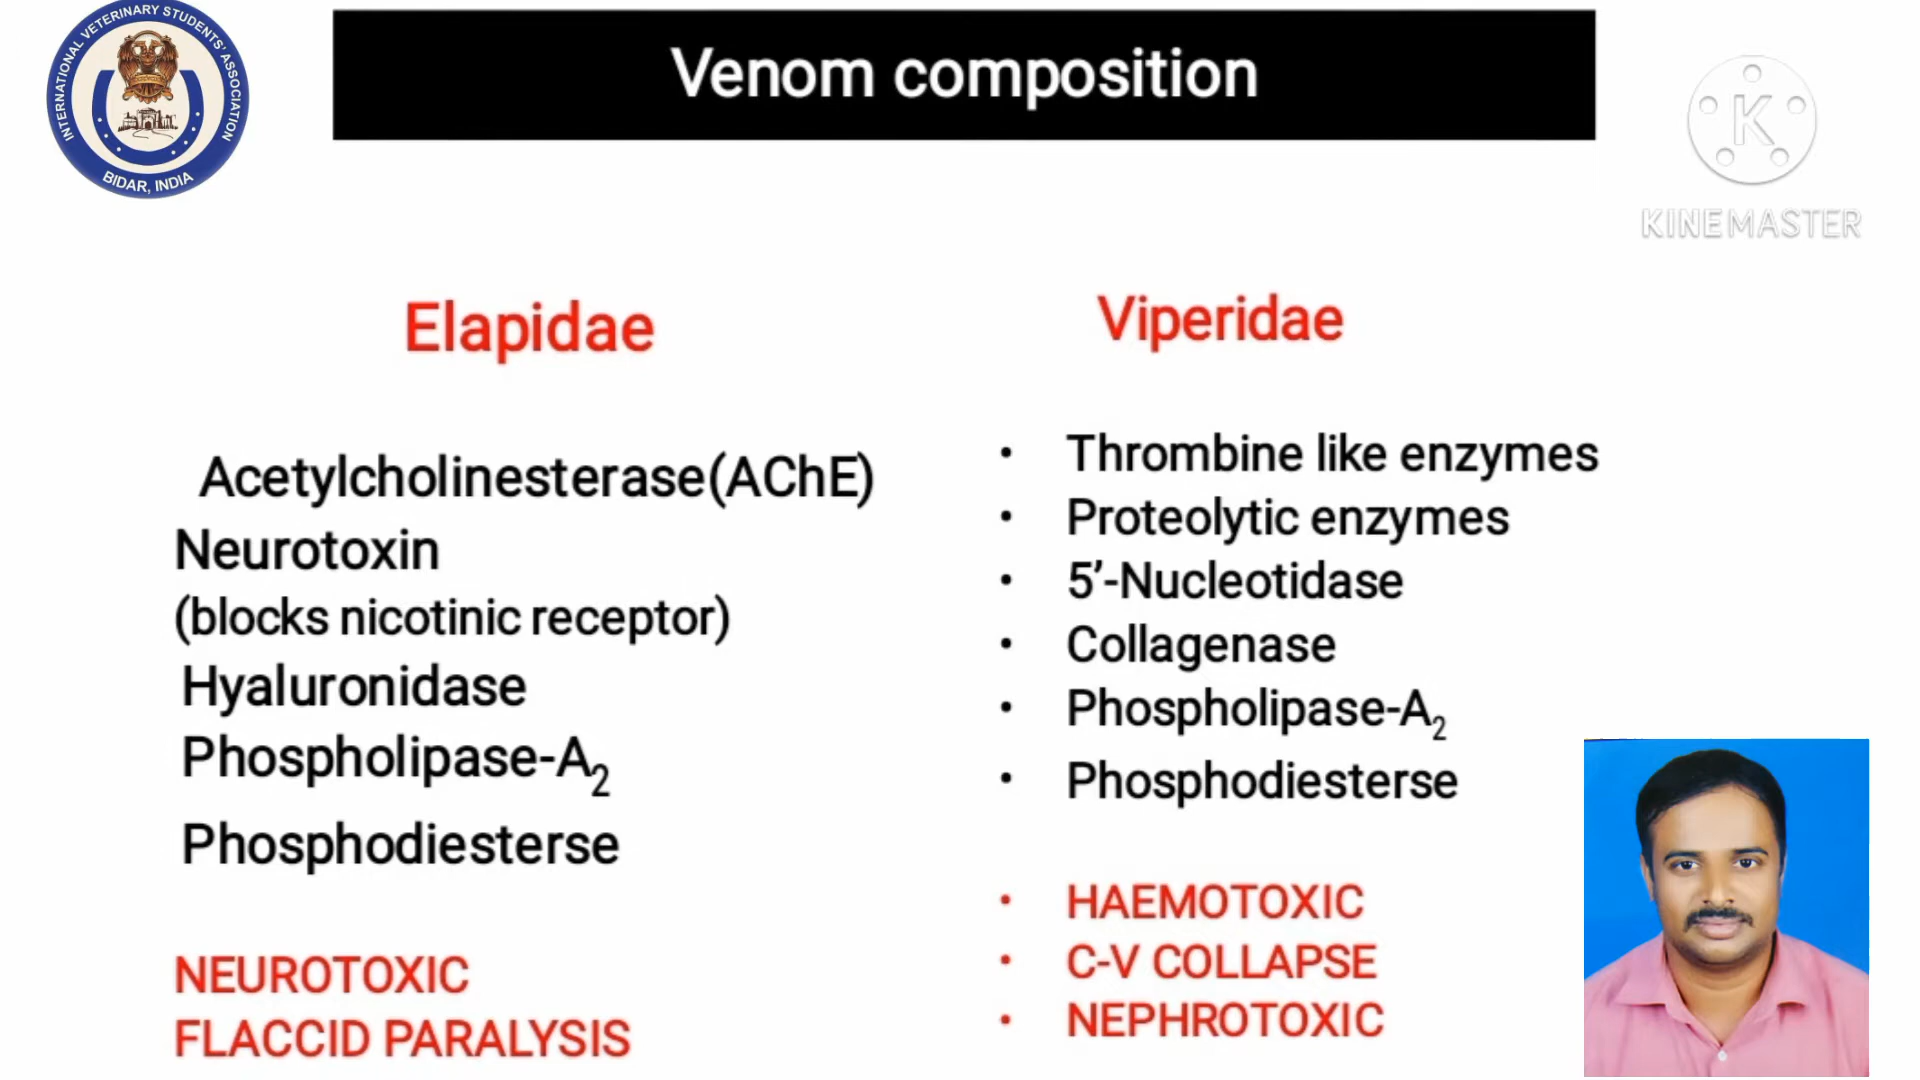 INTERNATIONAL VETERINARY STUDENTS' ASSOCIATION
BIDAR, INDIA
Venom composition
K
KINEMASTER
Elapidae
Acetylcholinesterase(AChE)
Neurotoxin
(blocks nicotinic receptor)
Hyaluronidase
Phospholipase-A2
Phosphodiesterse
NEUROTOXIC
FLACCID PARALYSIS
Viperidae
• Thrombine like enzymes
• Proteolytic enzymes
• 5’-Nucleotidase
• Collagenase
• Phospholipase-A2
• Phosphodiesterse
• HAEMOTOXIC
• C-V COLLAPSE
• NEPHROTOXIC